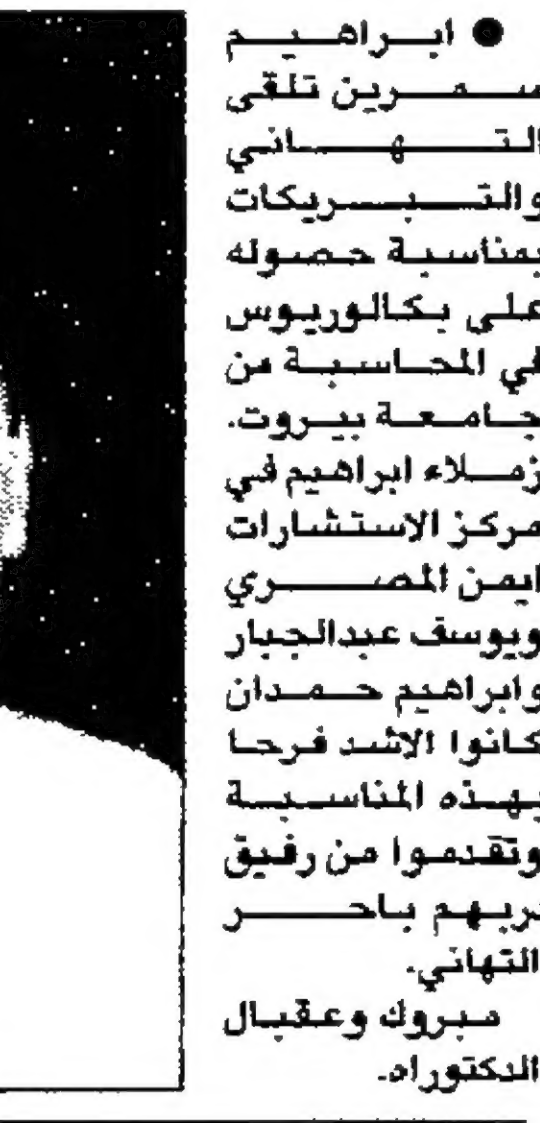 ● ابراهيم
سمرين تلقى
التهاني
والتبريكات
بمناسبة حصوله
على بكالوريوس
في المحاسبة من
جامعة بيروت.
زملاء ابراهيم في
مركز الاستشارات
ايمن المصري
ويوسف عبدالجبار
وابراهيم حمدان
كانوا الاشد فرحا
بهذه المناسبة
وتقدموا من رفيق
دربهم باحر
التهاني.
مبروك وعقبال
الدكتوراه.